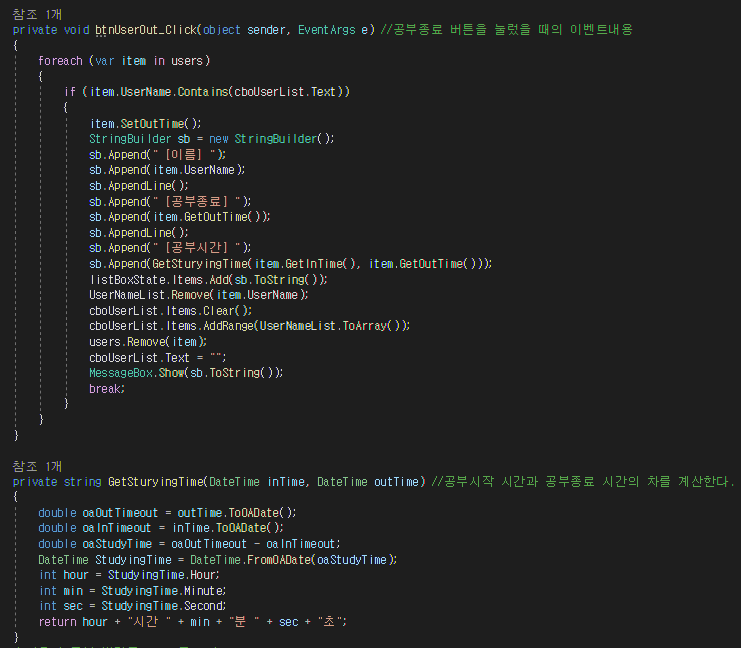 참조 1개
private void btnUserOut_Click(object sender, EventArgs e) //공부종료 버튼을 눌렀을 때의 이벤트내용
{
foreach (var item in users)
{
if (item.UserName.Contains(cboUserList.Text))
{
item.SetOutTime();
StringBuilder sb = new StringBuilder();
sb.Append(" [이름] ");
sb.Append(item.UserName);
sb.AppendLine();
sb.Append(" [공부종료] ");
sb.Append(item.GetOutTime());
sb.AppendLine();
sb.Append(" [공부시간] ");
sb.Append(GetSturyingTime(item.GetInTime(), item.GetOutTime()));
listBoxState.Items.Add(sb.ToString());
UserNameList.Remove(item.UserName);
cboUserList.Items.Clear();
cboUserList.Items.AddRange(UserNameList.ToArray());
users.Remove(item);
cboUserList.Text = "";
MessageBox.Show(sb.ToString());
break;
}
}
}
참조 1개
private string GetSturyingTime(DateTime inTime, DateTime outTime) //공부시작 시간과 공부종료 시간의 차를 계산한다.
{
double oaOutTimeout = outTime.ToOADate();
double oaInTimeout = inTime.ToOADate();
double oaStudyTime = oaOutTimeout - oaInTimeout;
DateTime StudyingTime = DateTime.FromOADate(oaStudyTime);
int hour = StudyingTime.Hour;
int min = StudyingTime.Minute;
int sec = StudyingTime.Second;
return hour + "시간 " + min + "분 " + sec + "초";
}